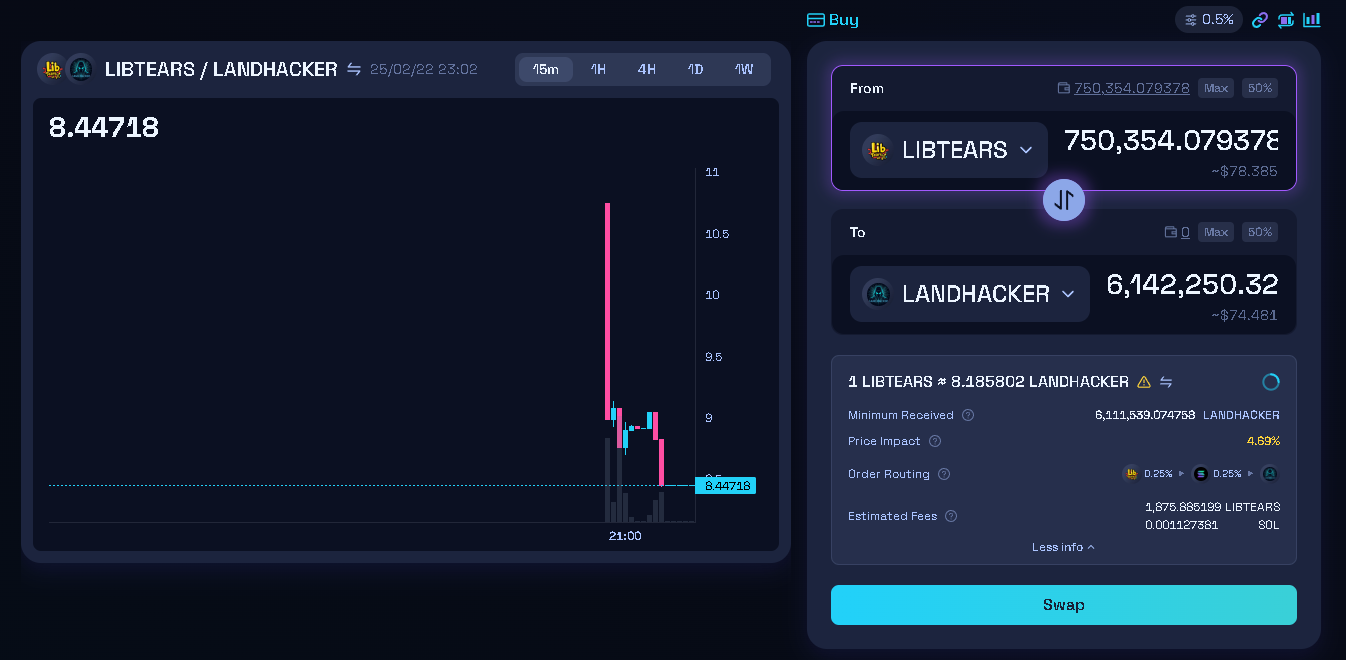 Buy
0.5%
LIBTEARS / LANDHACKER 25/02/22 23:02
15m 1H 4H 1D 1W
8.44718
11
10.5
10
9.5
9
8.44718
21:00
From 750,354.079378 Max 50%
Lib LIBTEARS 750,354.079378
~$78.385
To 0 Max 50%
LANDHACKER 6,142,250.32
~$74.481
1 LIBTEARS ≈ 8.185802 LANDHACKER
Minimum Received 6,111,539.074753 LANDHACKER
Price Impact 4.69%
Order Routing 0.25% 0.25%
Estimated Fees 1,875.885199 LIBTEARS
0.001127381 SOL
Less info
Swap